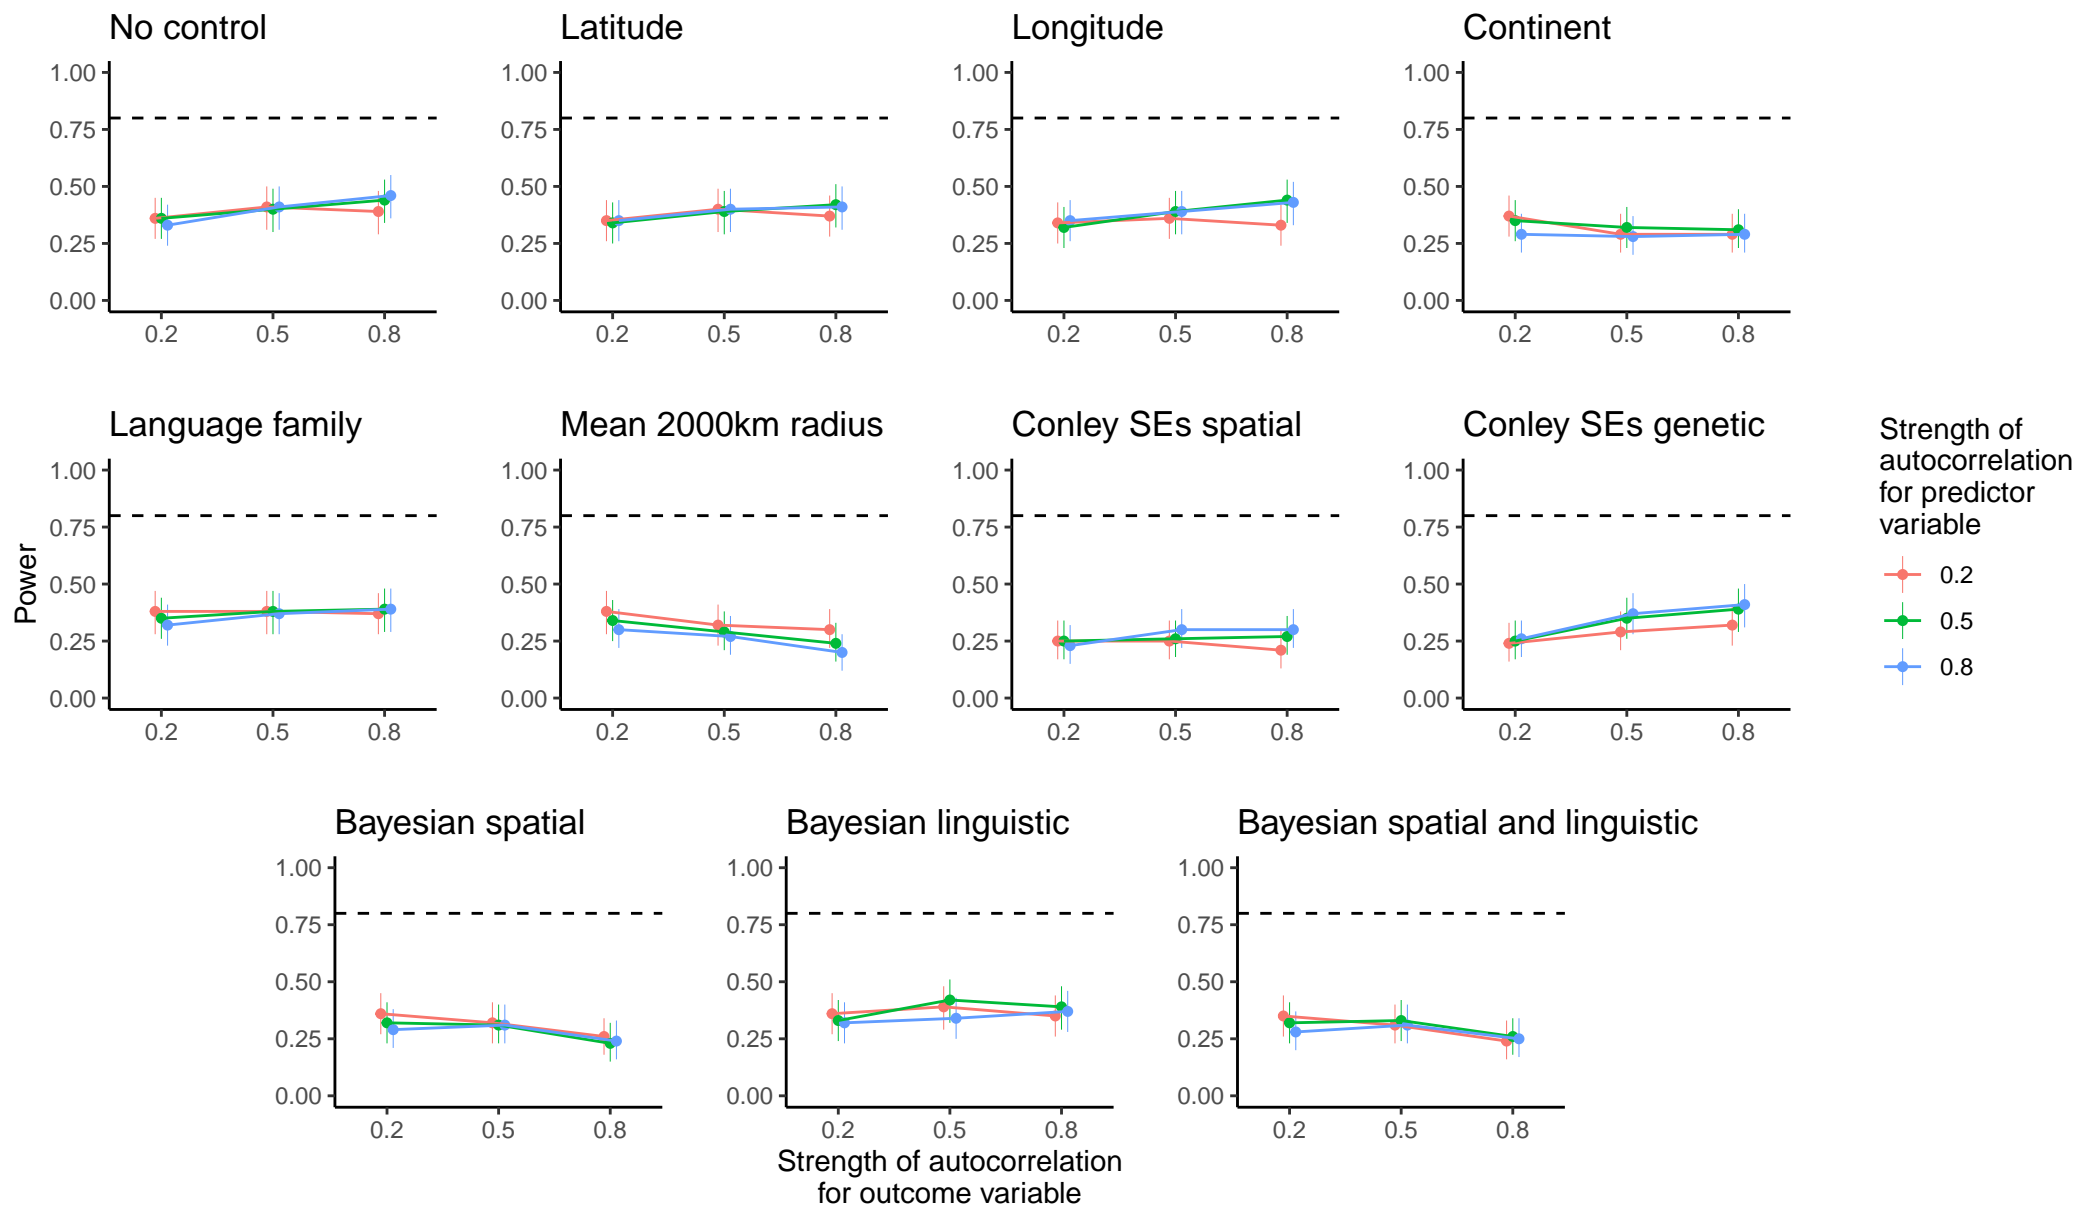 No control
Latitude
Longitude
Continent
1.00
0.75
0.50
0.25
0.00
0.2 0.5 0.8
1.00
0.75
0.50
0.25
0.00
0.2 0.5 0.8
1.00
0.75
0.50
0.25
0.00
0.2 0.5 0.8
1.00
0.75
0.50
0.25
0.00
0.2 0.5 0.8
Language family
Mean 2000km radius
Conley SEs spatial
Conley SEs genetic
Power
1.00
0.75
0.50
0.25
0.00
0.2 0.5 0.8
1.00
0.75
0.50
0.25
0.00
0.2 0.5 0.8
1.00
0.75
0.50
0.25
0.00
0.2 0.5 0.8
1.00
0.75
0.50
0.25
0.00
0.2 0.5 0.8
Strength of
autocorrelation
for predictor
variable
0.2
0.5
0.8
Bayesian spatial
Bayesian linguistic
Bayesian spatial and linguistic
1.00
0.75
0.50
0.25
0.00
0.2 0.5 0.8
1.00
0.75
0.50
0.25
0.00
0.2 0.5 0.8
1.00
0.75
0.50
0.25
0.00
0.2 0.5 0.8
Strength of autocorrelation
for outcome variable